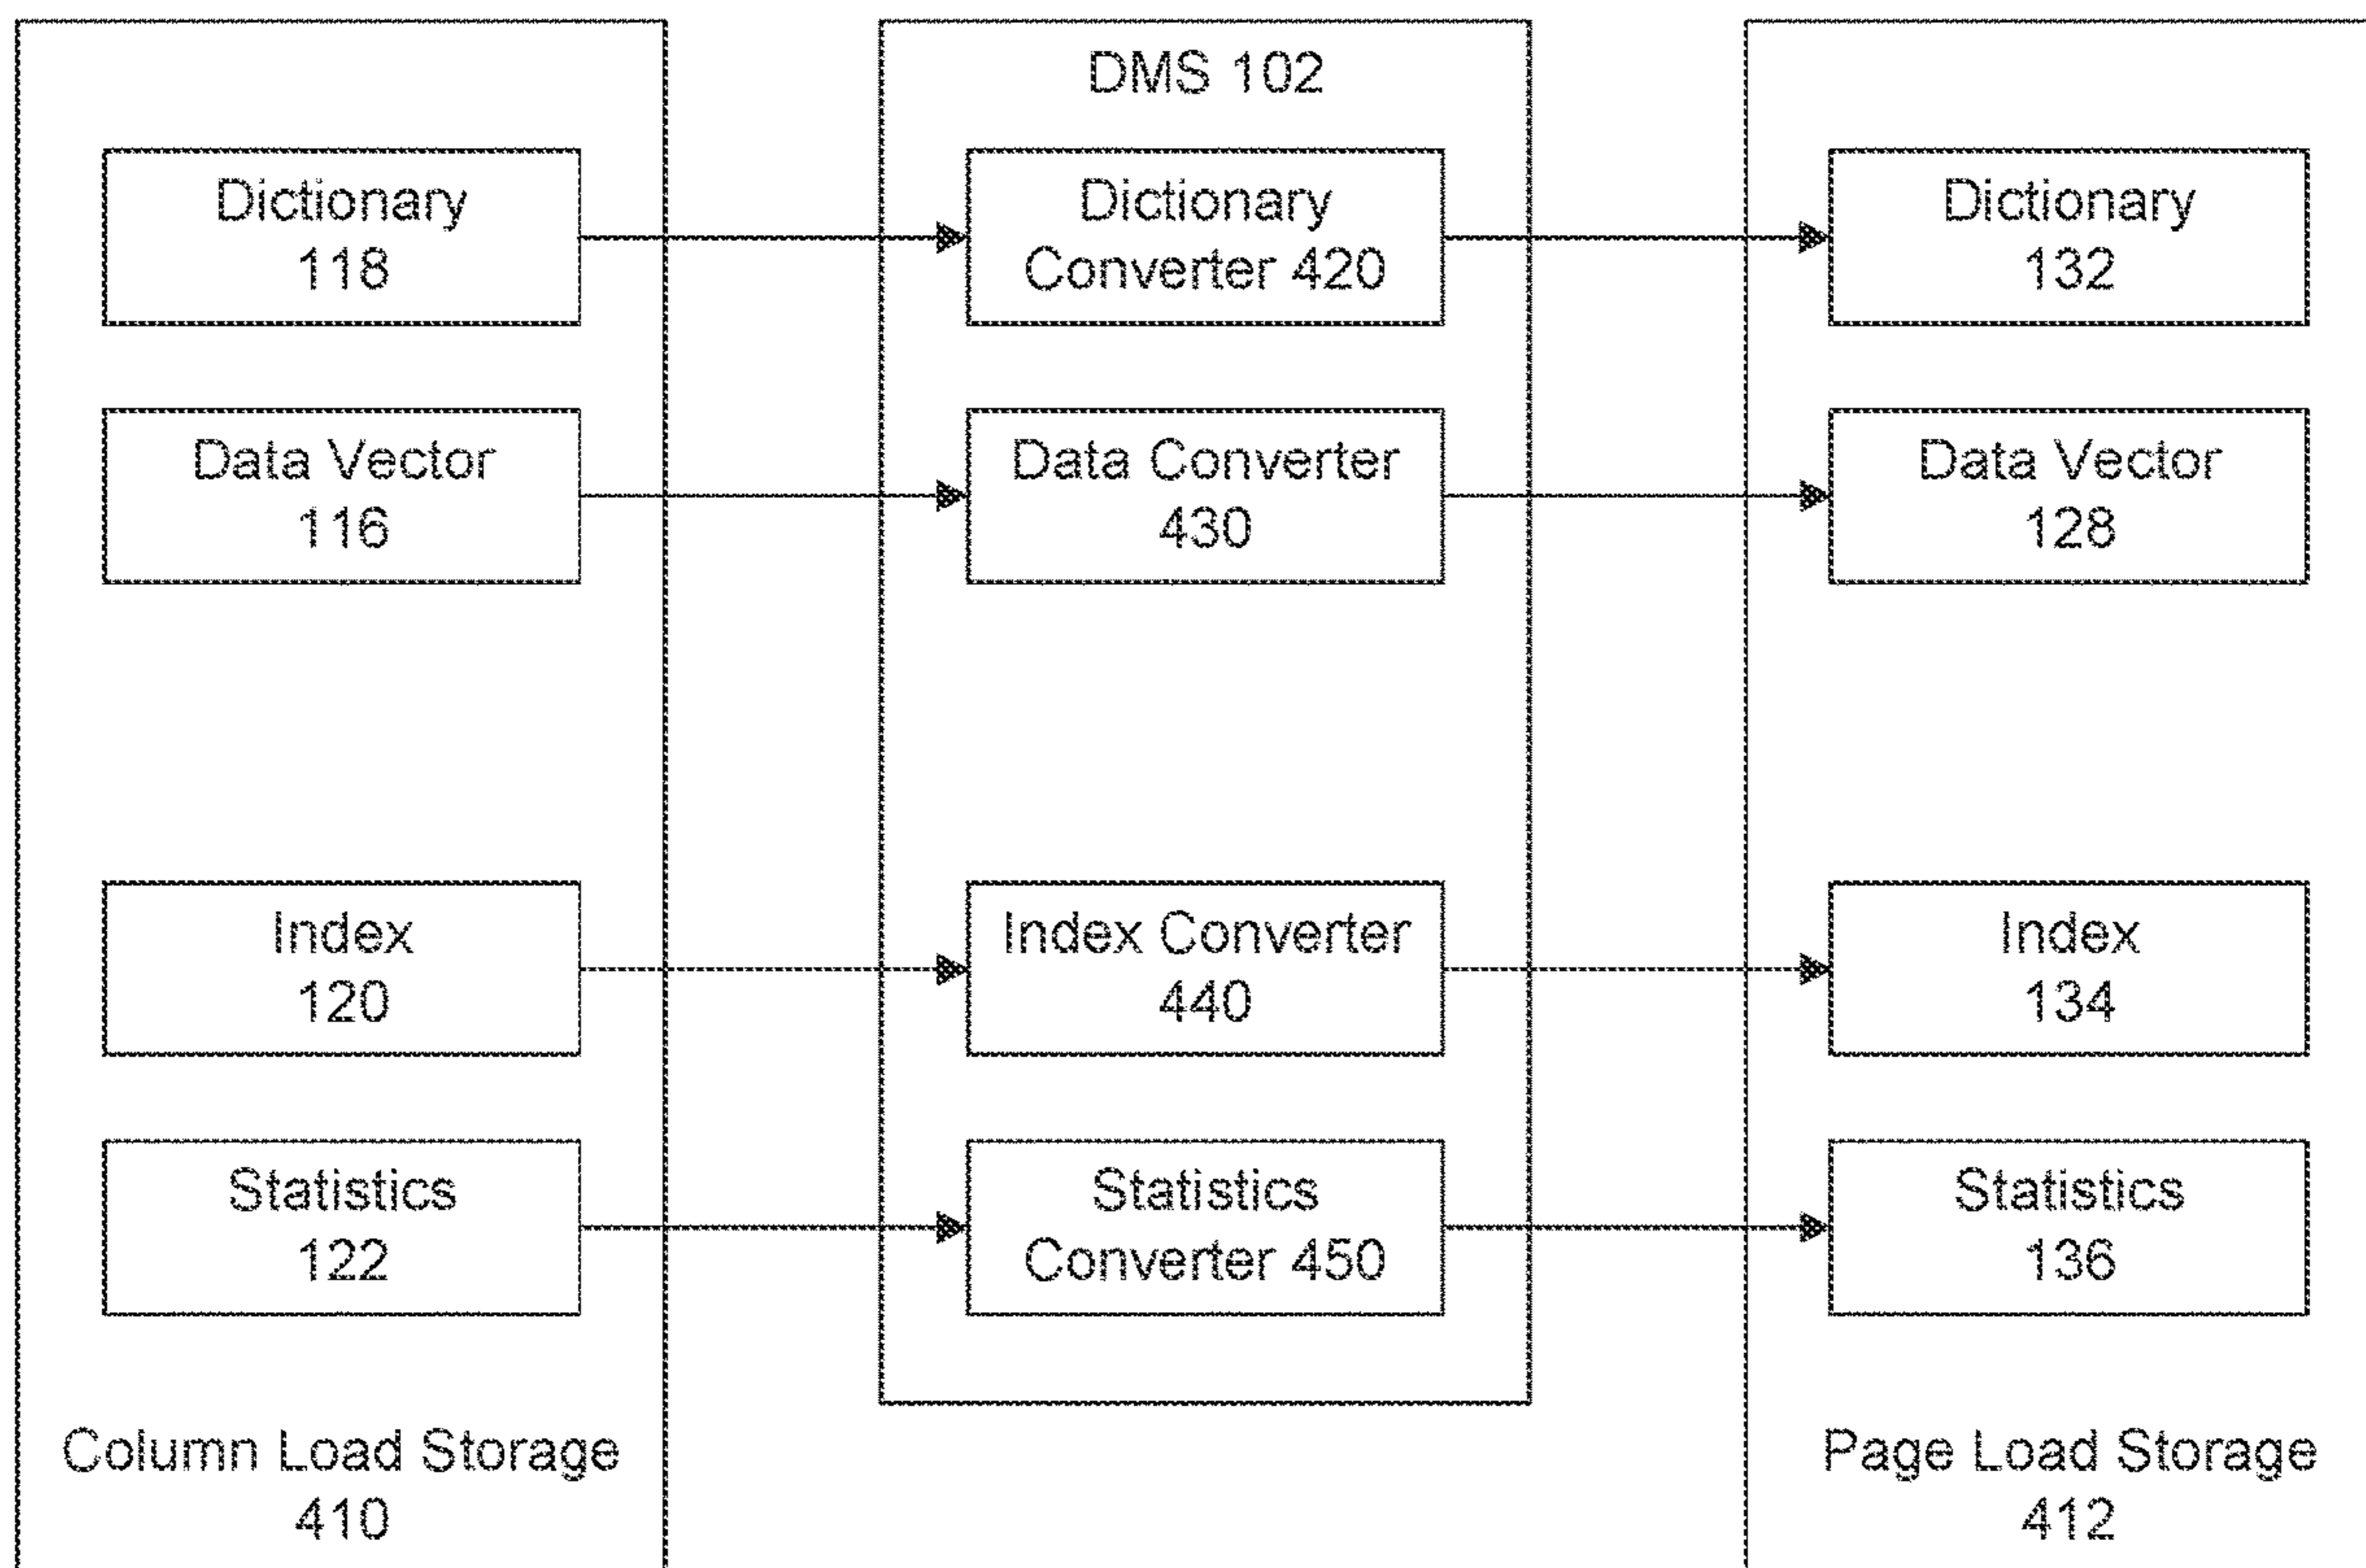 DMS 102
Dictionary
118
Dictionary
Converter 420
Dictionary
132
Data Vector
116
Data Converter
430
Data Vector
128
Index
120
Index Converter
440
Index
134
Statistics
122
Statistics
Converter 450
Statistics
136
Column Load Storage
410
Page Load Storage
412